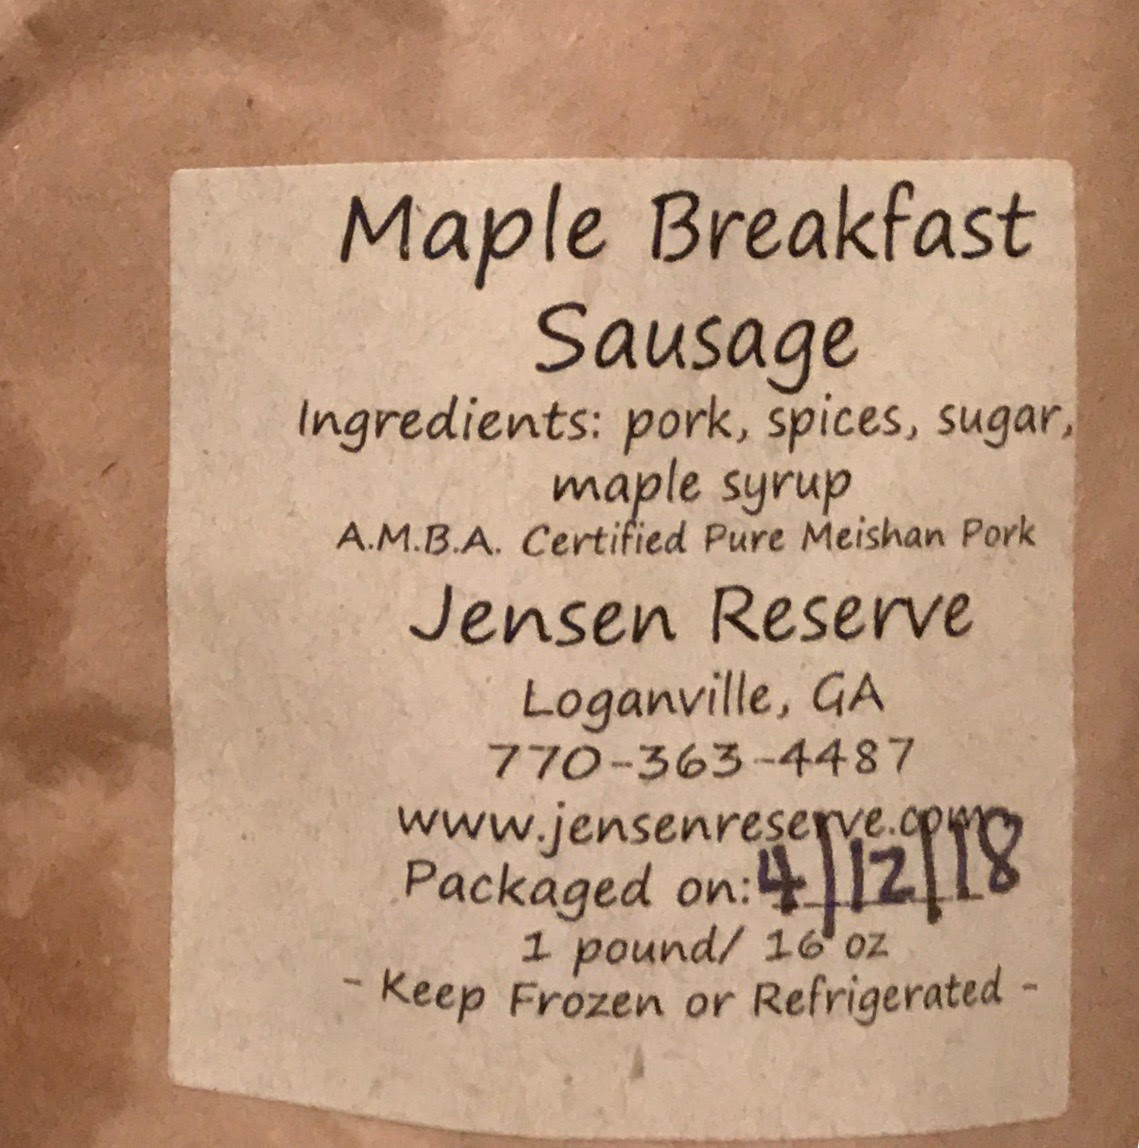 Maple Breakfast
Sausage
Ingredients: pork, spices, sugar,
maple syrup
A.M.B.A. Certified Pure Meishan Pork
Jensen Reserve
Loganville, GA
770-363-4487
www.jensenreserve.com
Packaged on: 4/12/18
1 pound/ 16 oz
- Keep Frozen or Refrigerated -